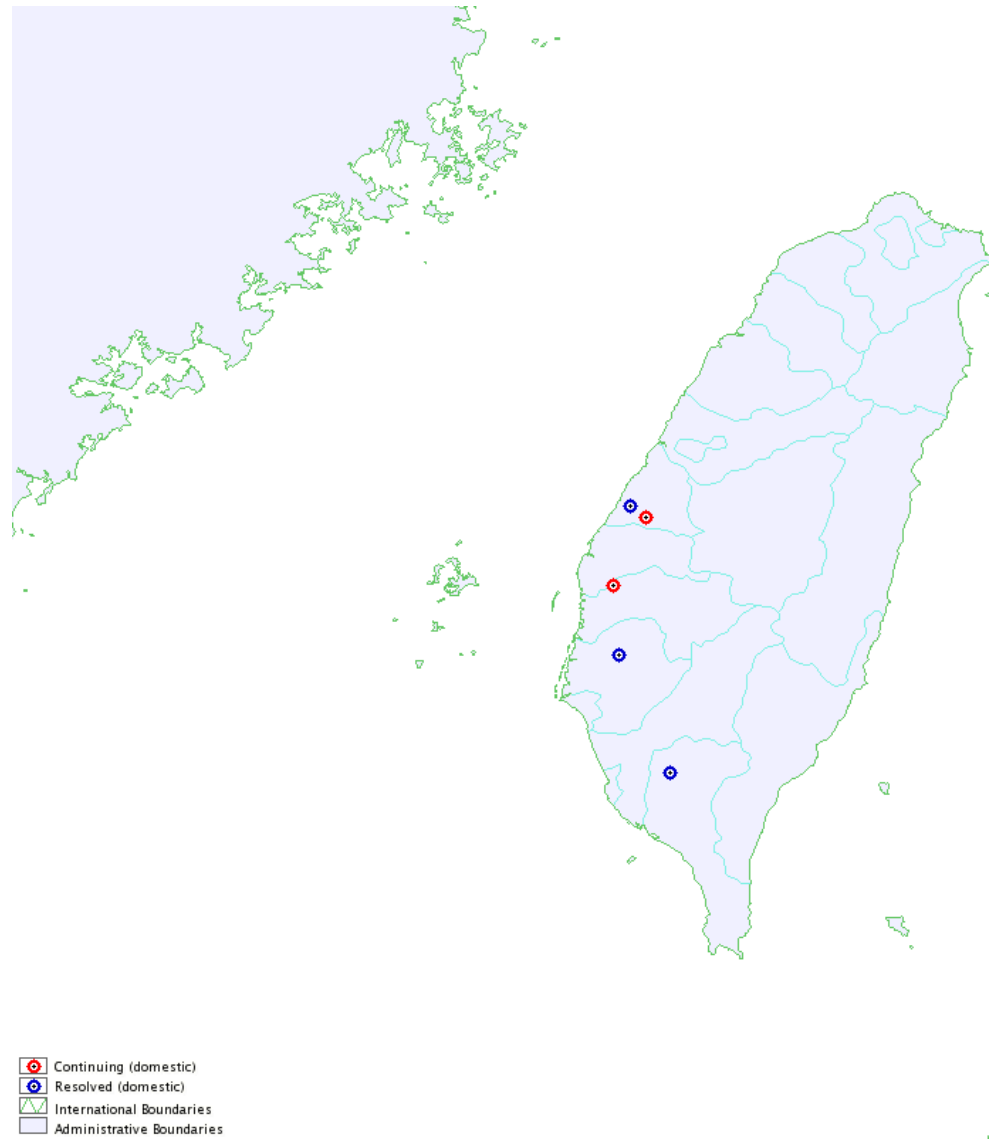 Continuing (domestic)
Resolved (domestic)
International Boundaries
Administrative Boundaries